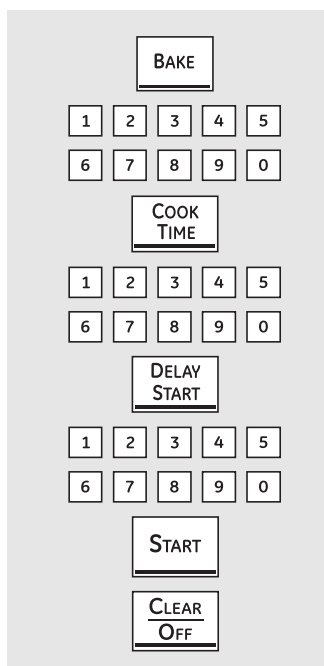 BAKE
1 2 3 4 5
6 7 8 9 0
COOK
TIME
1 2 3 4 5
6 7 8 9 0
DELAY
START
1 2 3 4 5
6 7 8 9 0
START
CLEAR
OFF